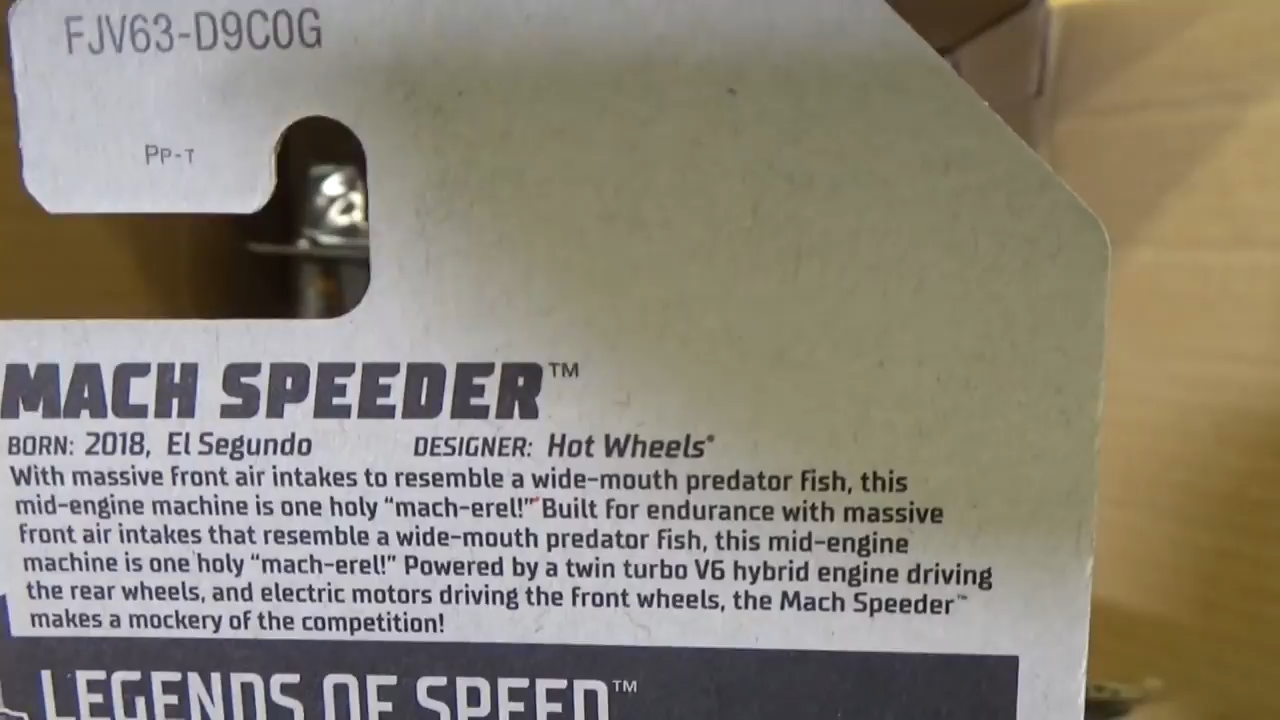 FJV63-D9C0G
PP-T
MACH SPEEDER™
BORN: 2018, El Segundo DESIGNER: Hot Wheels®
With massive front air intakes to resemble a wide-mouth predator fish, this
mid-engine machine is one holy “mach-erel!” Built for endurance with massive
front air intakes that resemble a wide-mouth predator fish, this mid-engine
machine is one holy “mach-erel!” Powered by a twin turbo V6 hybrid engine driving
the rear wheels, and electric motors driving the front wheels, the Mach Speeder™
makes a mockery of the competition!
LEGENDS OF SPEED™